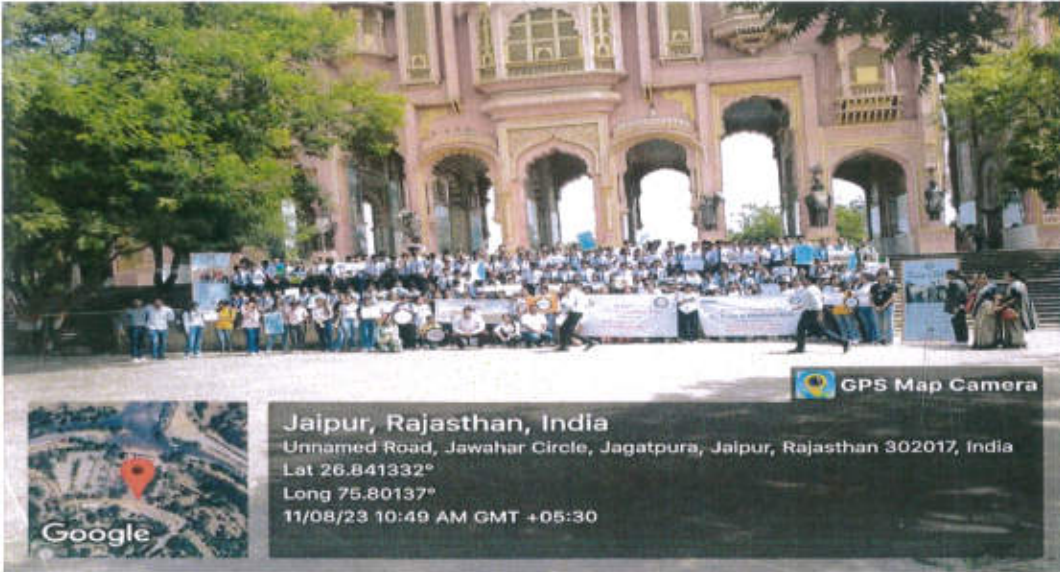 GPS Map Camera
Jaipur, Rajasthan, India
Unnamed Road, Jawahar Circle, Jagatpura, Jaipur, Rajasthan 302017, India
Lat 26.841332°
Long 75.80137°
11/08/23 10:49 AM GMT +05:30
Google